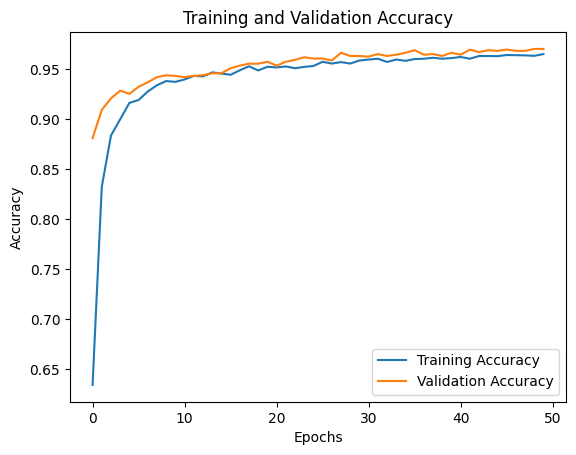 Training and Validation Accuracy
Accuracy
0.95
0.90
0.85
0.80
0.75
0.70
0.65
Training Accuracy
Validation Accuracy
0 10 20 30 40 50
Epochs